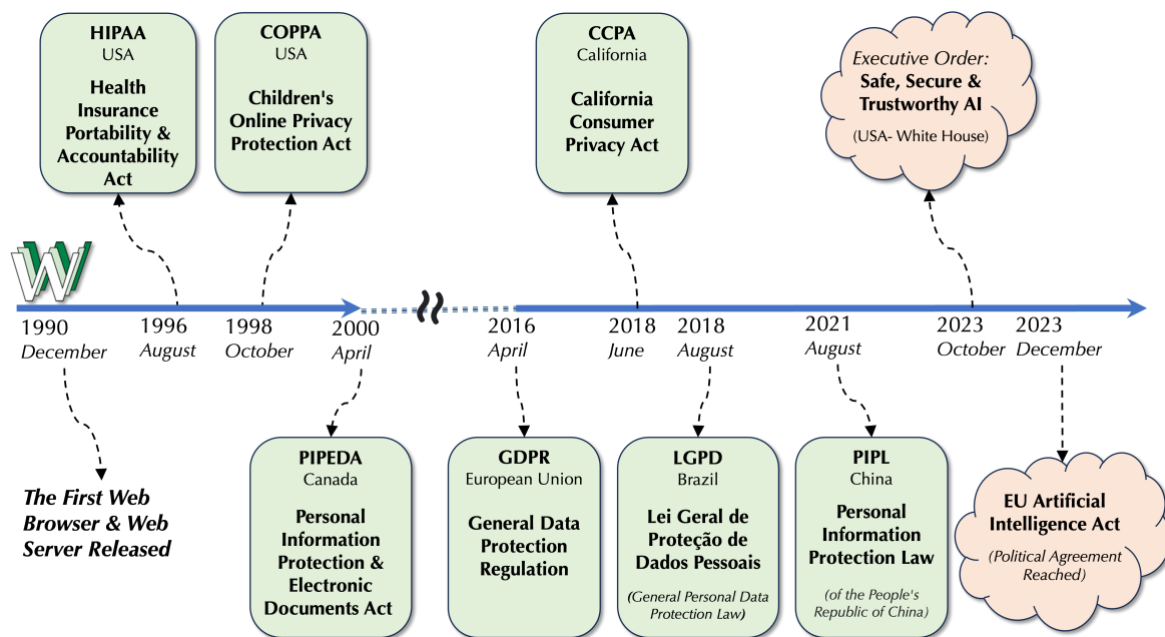 HIPAA
USA
Health
Insurance
Portability &
Accountability
Act
COPPA
USA
Children's
Online Privacy
Protection Act
CCPA
California
California
Consumer
Privacy Act
Executive Order:
Safe, Secure &
Trustworthy AI
(USA- White House)
WWW
1990
December
1996
August
1998
October
2000
April
2016
April
2018
June
2018
August
2021
August
2023
October
2023
December
The First Web
Browser & Web
Server Released
PIPEDA
Canada
Personal
Information
Protection &
Electronic
Documents Act
GDPR
European Union
General Data
Protection
Regulation
LGPD
Brazil
Lei Geral de
Proteção de
Dados Pessoais
(General Personal Data
Protection Law)
PIPL
China
Personal
Information
Protection Law
(of the People's
Republic of China)
EU Artificial
Intelligence Act
(Political Agreement
Reached)